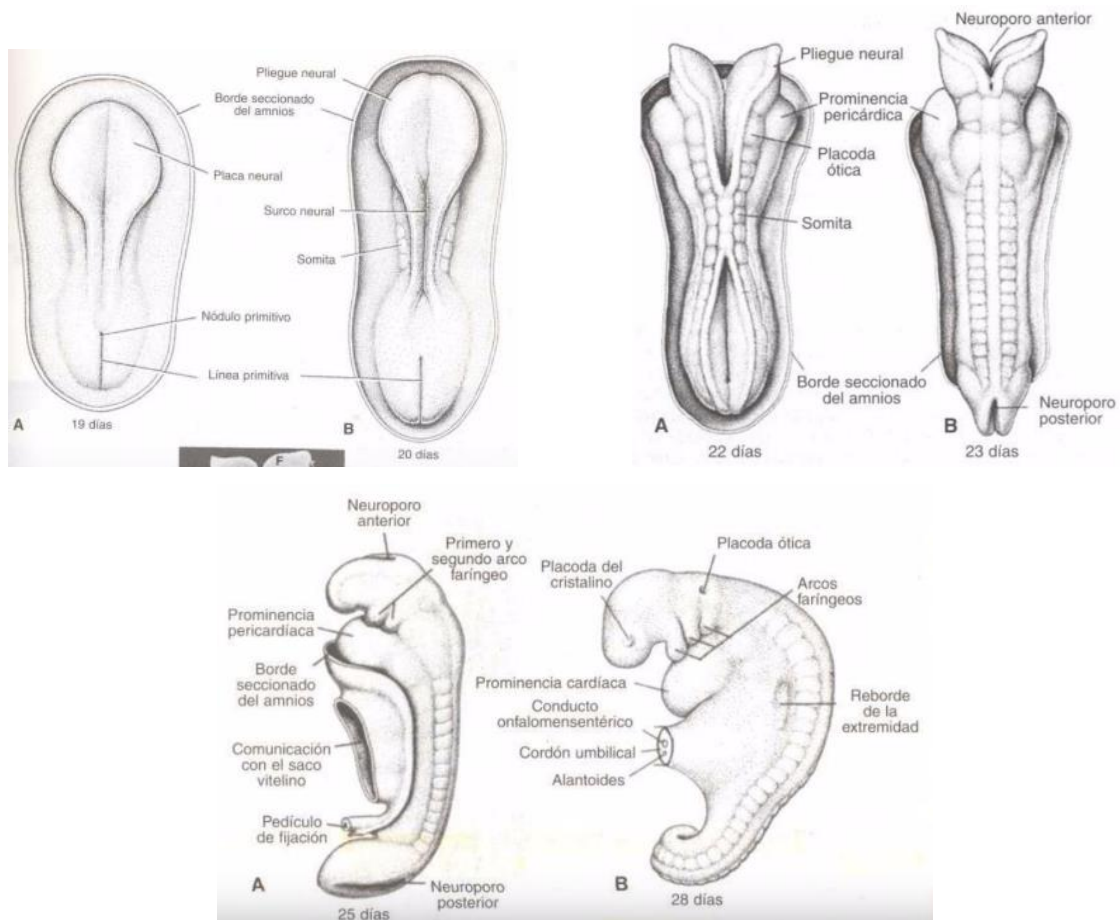 Pliegue neural
Borde seccionado
del amnios
Placa neural
Surco neural
Somita
Nódulo primitivo
Línea primitiva
A
19 días
B
20 días
F
Neuroporo anterior
Pliegue neural
Prominencia
pericárdica
Placoda
ótica
Somita
Borde seccionado
del amnios
Neuroporo
posterior
A
22 días
B
23 días
Neuroporo
anterior
Primero y
segundo arco
faríngeo
Prominencia
pericardíaca
Borde
seccionado
del amnios
Comunicación
con el saco
vitelino
Pedículo
de fijación
Neuroporo
posterior
A
25 días
Placoda ótica
Placoda del
cristalino
Arcos
faríngeos
Prominencia cardíaca
Conducto
onfalomensentérico
Cordón umbilical
Alantoides
Reborde
de la
extremidad
B
28 días